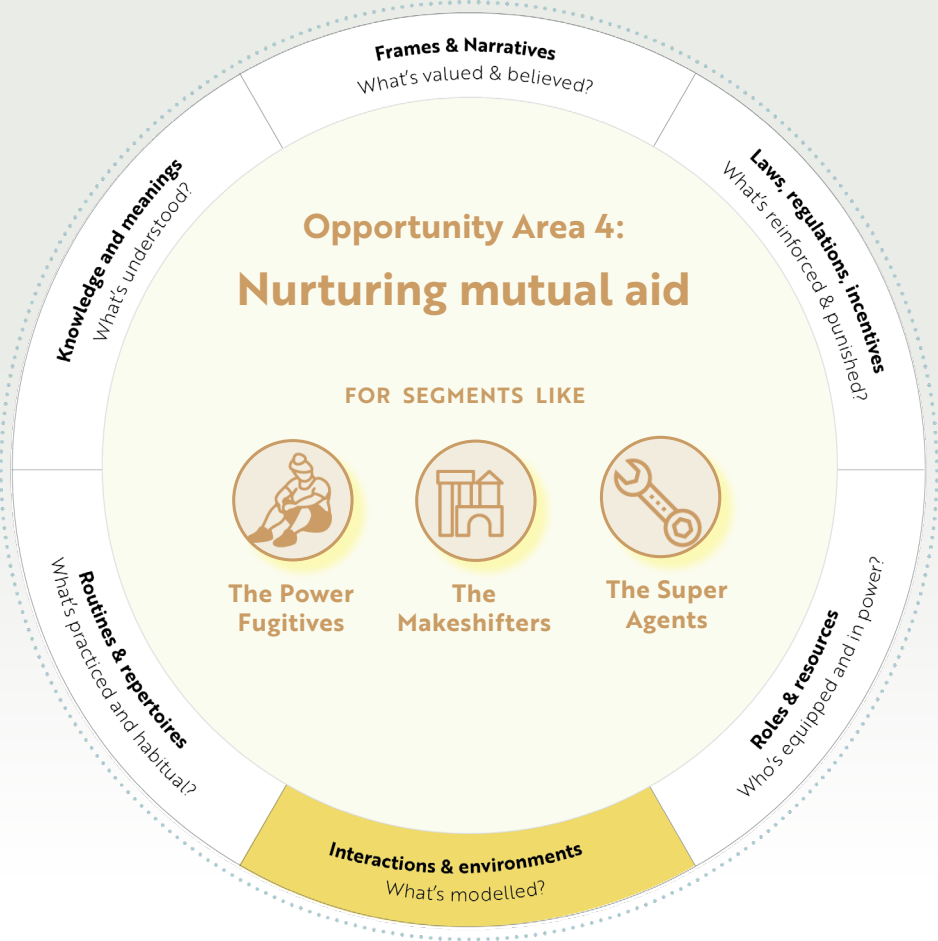 Frames & Narratives
What's valued & believed?
Laws, regulations, incentives
What's reinforced & punished?
Roles & resources
Who's equipped and in power?
Interactions & environments
What's modelled?
Routines & repertoires
What's practiced and habitual?
Knowledge and meanings
What's understood?
Opportunity Area 4:
Nurturing mutual aid
FOR SEGMENTS LIKE
The Power
Fugitives
The
Makeshifters
The Super
Agents